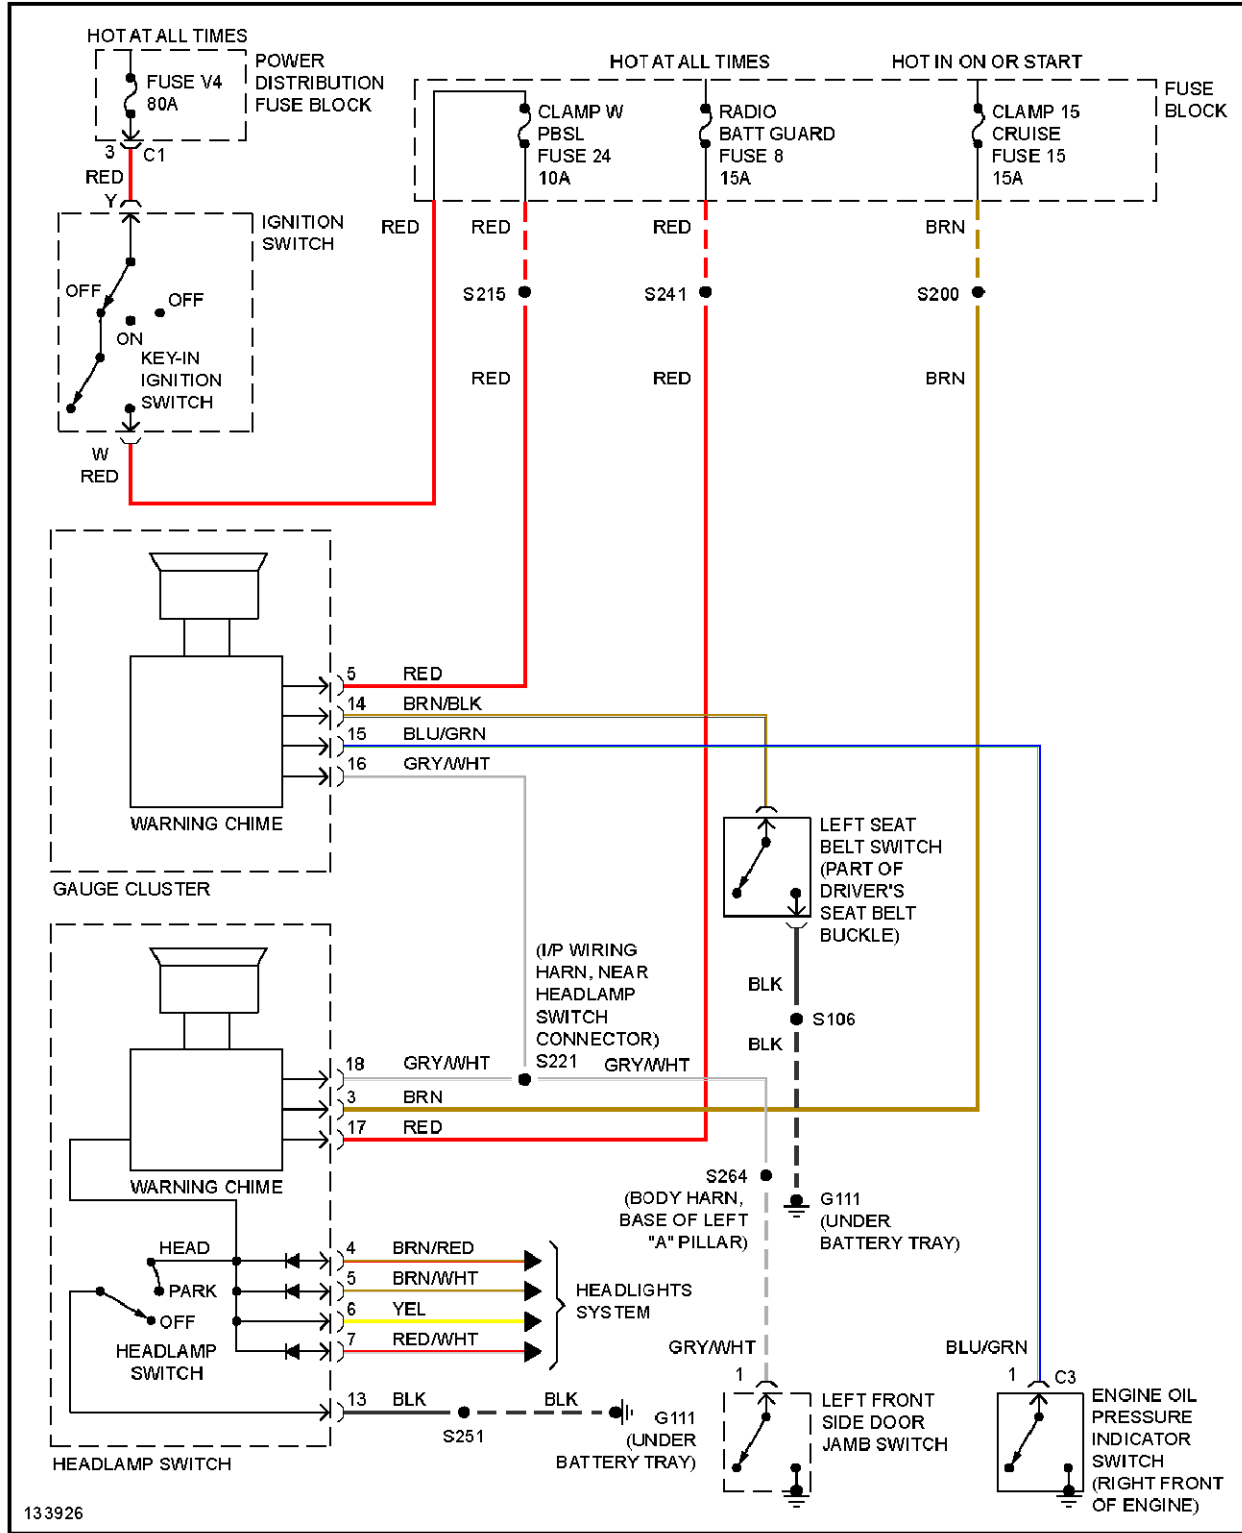 HOT AT ALL TIMES
FUSE V4
80A
POWER
DISTRIBUTION
FUSE BLOCK
3
C1
RED
Y
IGNITION
SWITCH
OFF
OFF
ON
KEY-IN
IGNITION
SWITCH
W
RED
HOT AT ALL TIMES
HOT IN ON OR START
CLAMP W
PBSL
FUSE 24
10A
RADIO
BATT GUARD
FUSE 8
15A
CLAMP 15
CRUISE
FUSE 15
15A
FUSE
BLOCK
RED
RED
RED
BRN
S215
S241
S200
RED
RED
BRN
5
RED
14
BRN/BLK
15
BLU/GRN
16
GRY/WHT
WARNING CHIME
GAUGE CLUSTER
LEFT SEAT
BELT SWITCH
(PART OF
DRIVER'S
SEAT BELT
BUCKLE)
BLK
S106
BLK
G111
(UNDER
BATTERY TRAY)
(I/P WIRING
HARN, NEAR
HEADLAMP
SWITCH
CONNECTOR)
S221
18
GRY/WHT
GRY/WHT
3
BRN
17
RED
WARNING CHIME
S264
(BODY HARN,
BASE OF LEFT
"A" PILLAR)
HEAD
PARK
OFF
HEADLAMP
SWITCH
4
BRN/RED
5
BRN/WHT
6
YEL
7
RED/WHT
HEADLIGHTS
SYSTEM
13
BLK
BLK
S251
G111
(UNDER
BATTERY TRAY)
HEADLAMP SWITCH
GRY/WHT
1
LEFT FRONT
SIDE DOOR
JAMB SWITCH
BLU/GRN
1
C3
ENGINE OIL
PRESSURE
INDICATOR
SWITCH
(RIGHT FRONT
OF ENGINE)
133926